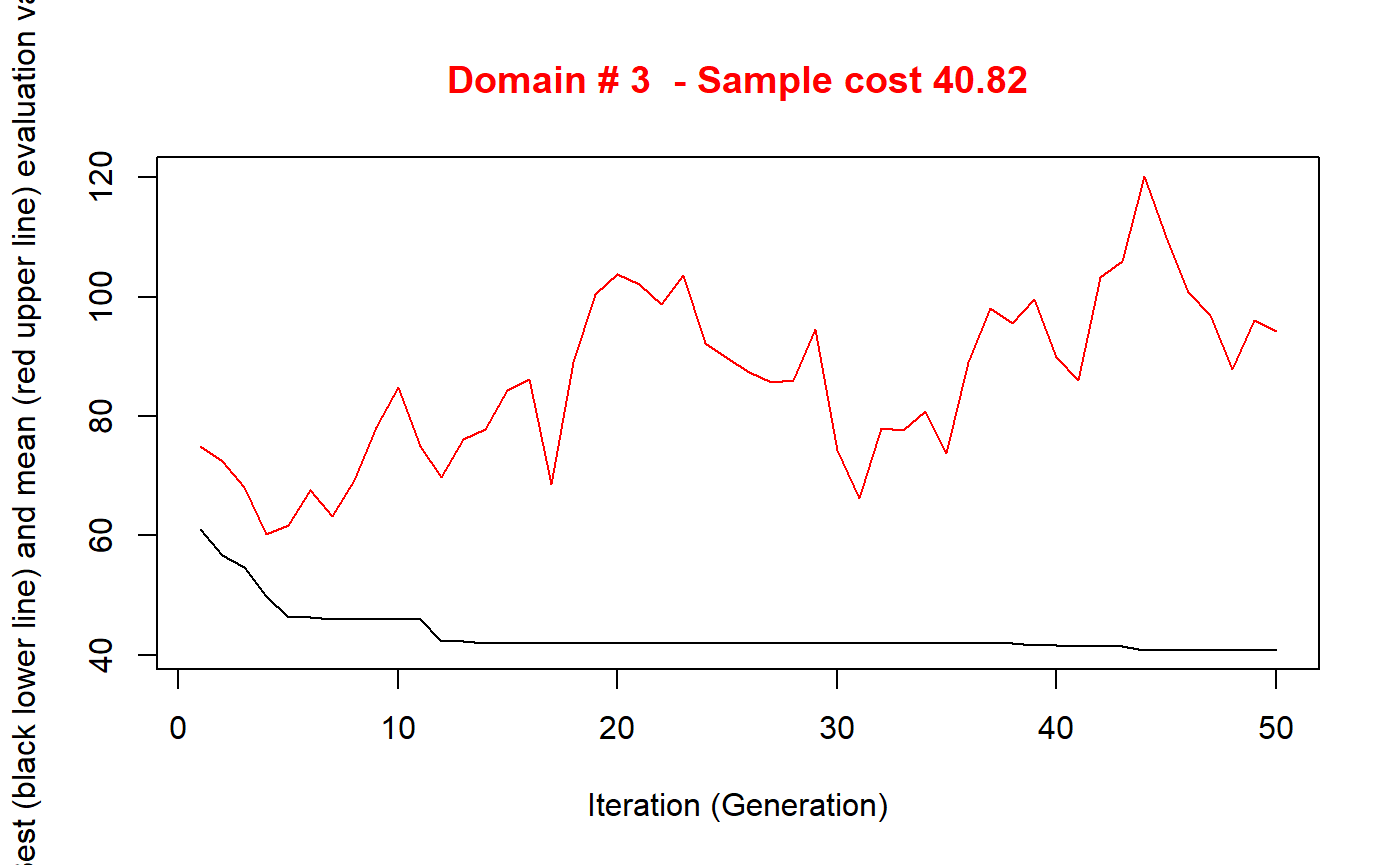 Domain # 3  - Sample cost 40.82
est (black lower line) and mean (red upper line) evaluation
120
100
80
60
40
0 10 20 30 40 50
Iteration (Generation)